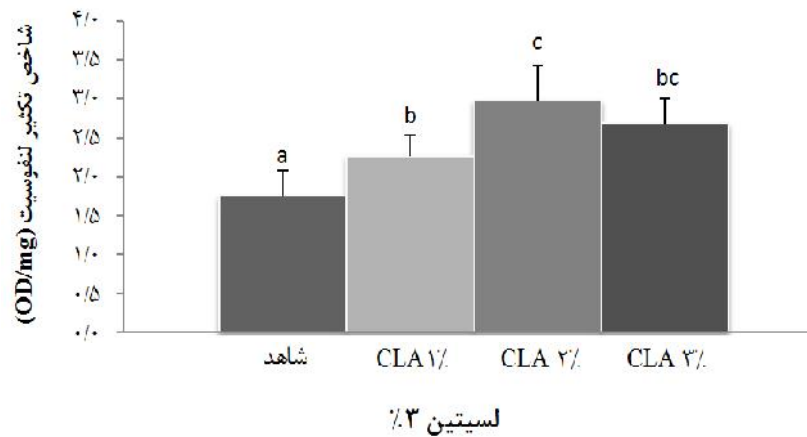 شاخص تکثیر لنفوسیت (OD/mg)
۴/۰
۳/۵
۳/۰
۲/۵
۲/۰
۱/۵
۱/۰
۰/۵
۰/۰
a
b
c
bc
شاهد CLA ۱٪ CLA ۲٪ CLA ۳٪
لسیتین ۳٪